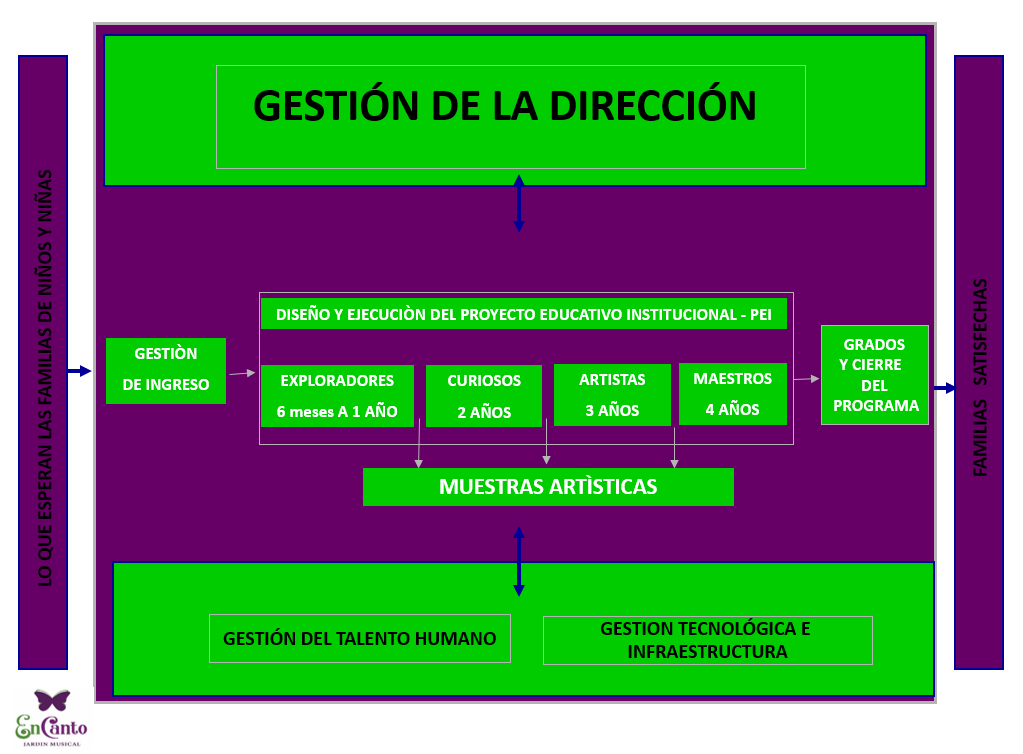 GESTIÓN DE LA DIRECCIÓN
LO QUE ESPERAN LAS FAMILIAS DE NIÑOS Y NIÑAS
DISEÑO Y EJECUCIÒN DEL PROYECTO EDUCATIVO INSTITUCIONAL - PEI
GESTIÒN
DE INGRESO
EXPLORADORES
6 meses A 1 AÑO
CURIOSOS
2 AÑOS
ARTISTAS
3 AÑOS
MAESTROS
4 AÑOS
GRADOS
Y CIERRE
DEL
PROGRAMA
FAMILIAS SATISFECHAS
MUESTRAS ARTÌSTICAS
GESTIÓN DEL TALENTO HUMANO
GESTION TECNOLÓGICA E
INFRAESTRUCTURA
EnCanto
JARDIN MUSICAL